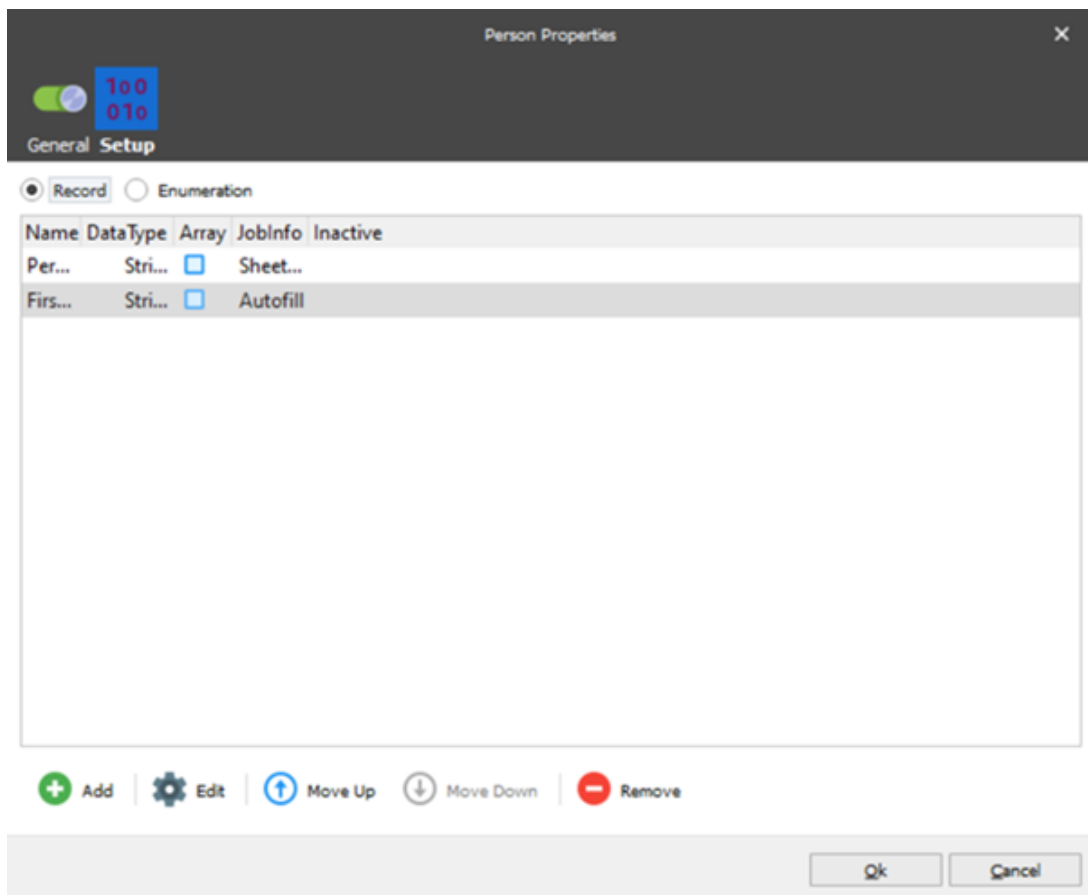 Person Properties
100
010
General Setup
Record Enumeration
Name DataType Array JobInfo Inactive
Per... Stri... Sheet...
Firs... Stri... Autofill
Add Edit Move Up Move Down Remove
Ok Cancel